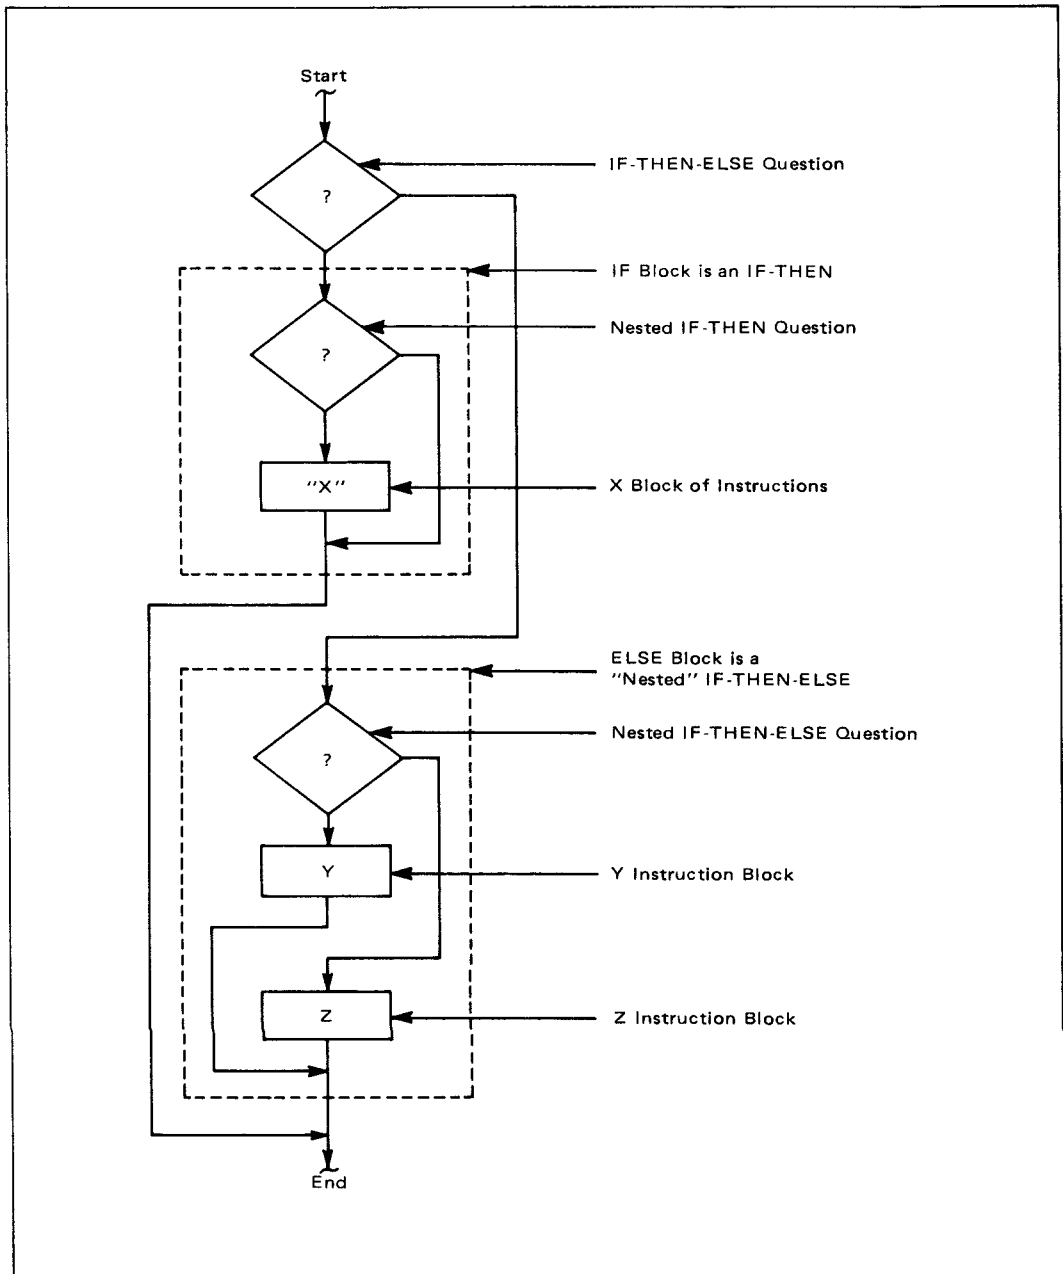 Start
IF-THEN-ELSE Question
?
IF Block is an IF-THEN
Nested IF-THEN Question
?
"X"
X Block of Instructions
ELSE Block is a
"Nested" IF-THEN-ELSE
Nested IF-THEN-ELSE Question
?
Y
Y Instruction Block
Z
Z Instruction Block
End